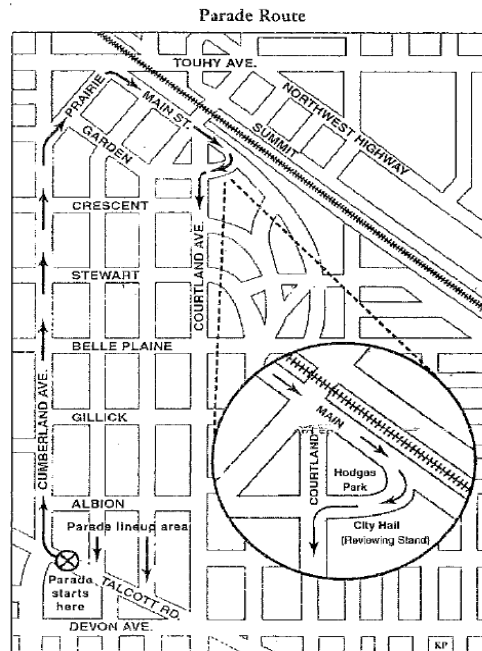 Parade Route
TOUHY AVE.
PRAIRIE
MAIN ST.
NORTHWEST HIGHWAY
GARDEN
SUMMIT
CRESCENT
COURTLAND AVE.
STEWART
BELLE PLAINE
CUMBERLAND AVE.
GILLICK
MAIN
COURTLAND
Hodges
Park
ALBION
City Hall
(Reviewing Stand)
Parade lineup area
Parade
starts
here
TALCOTT RD.
DEVON AVE.
KP